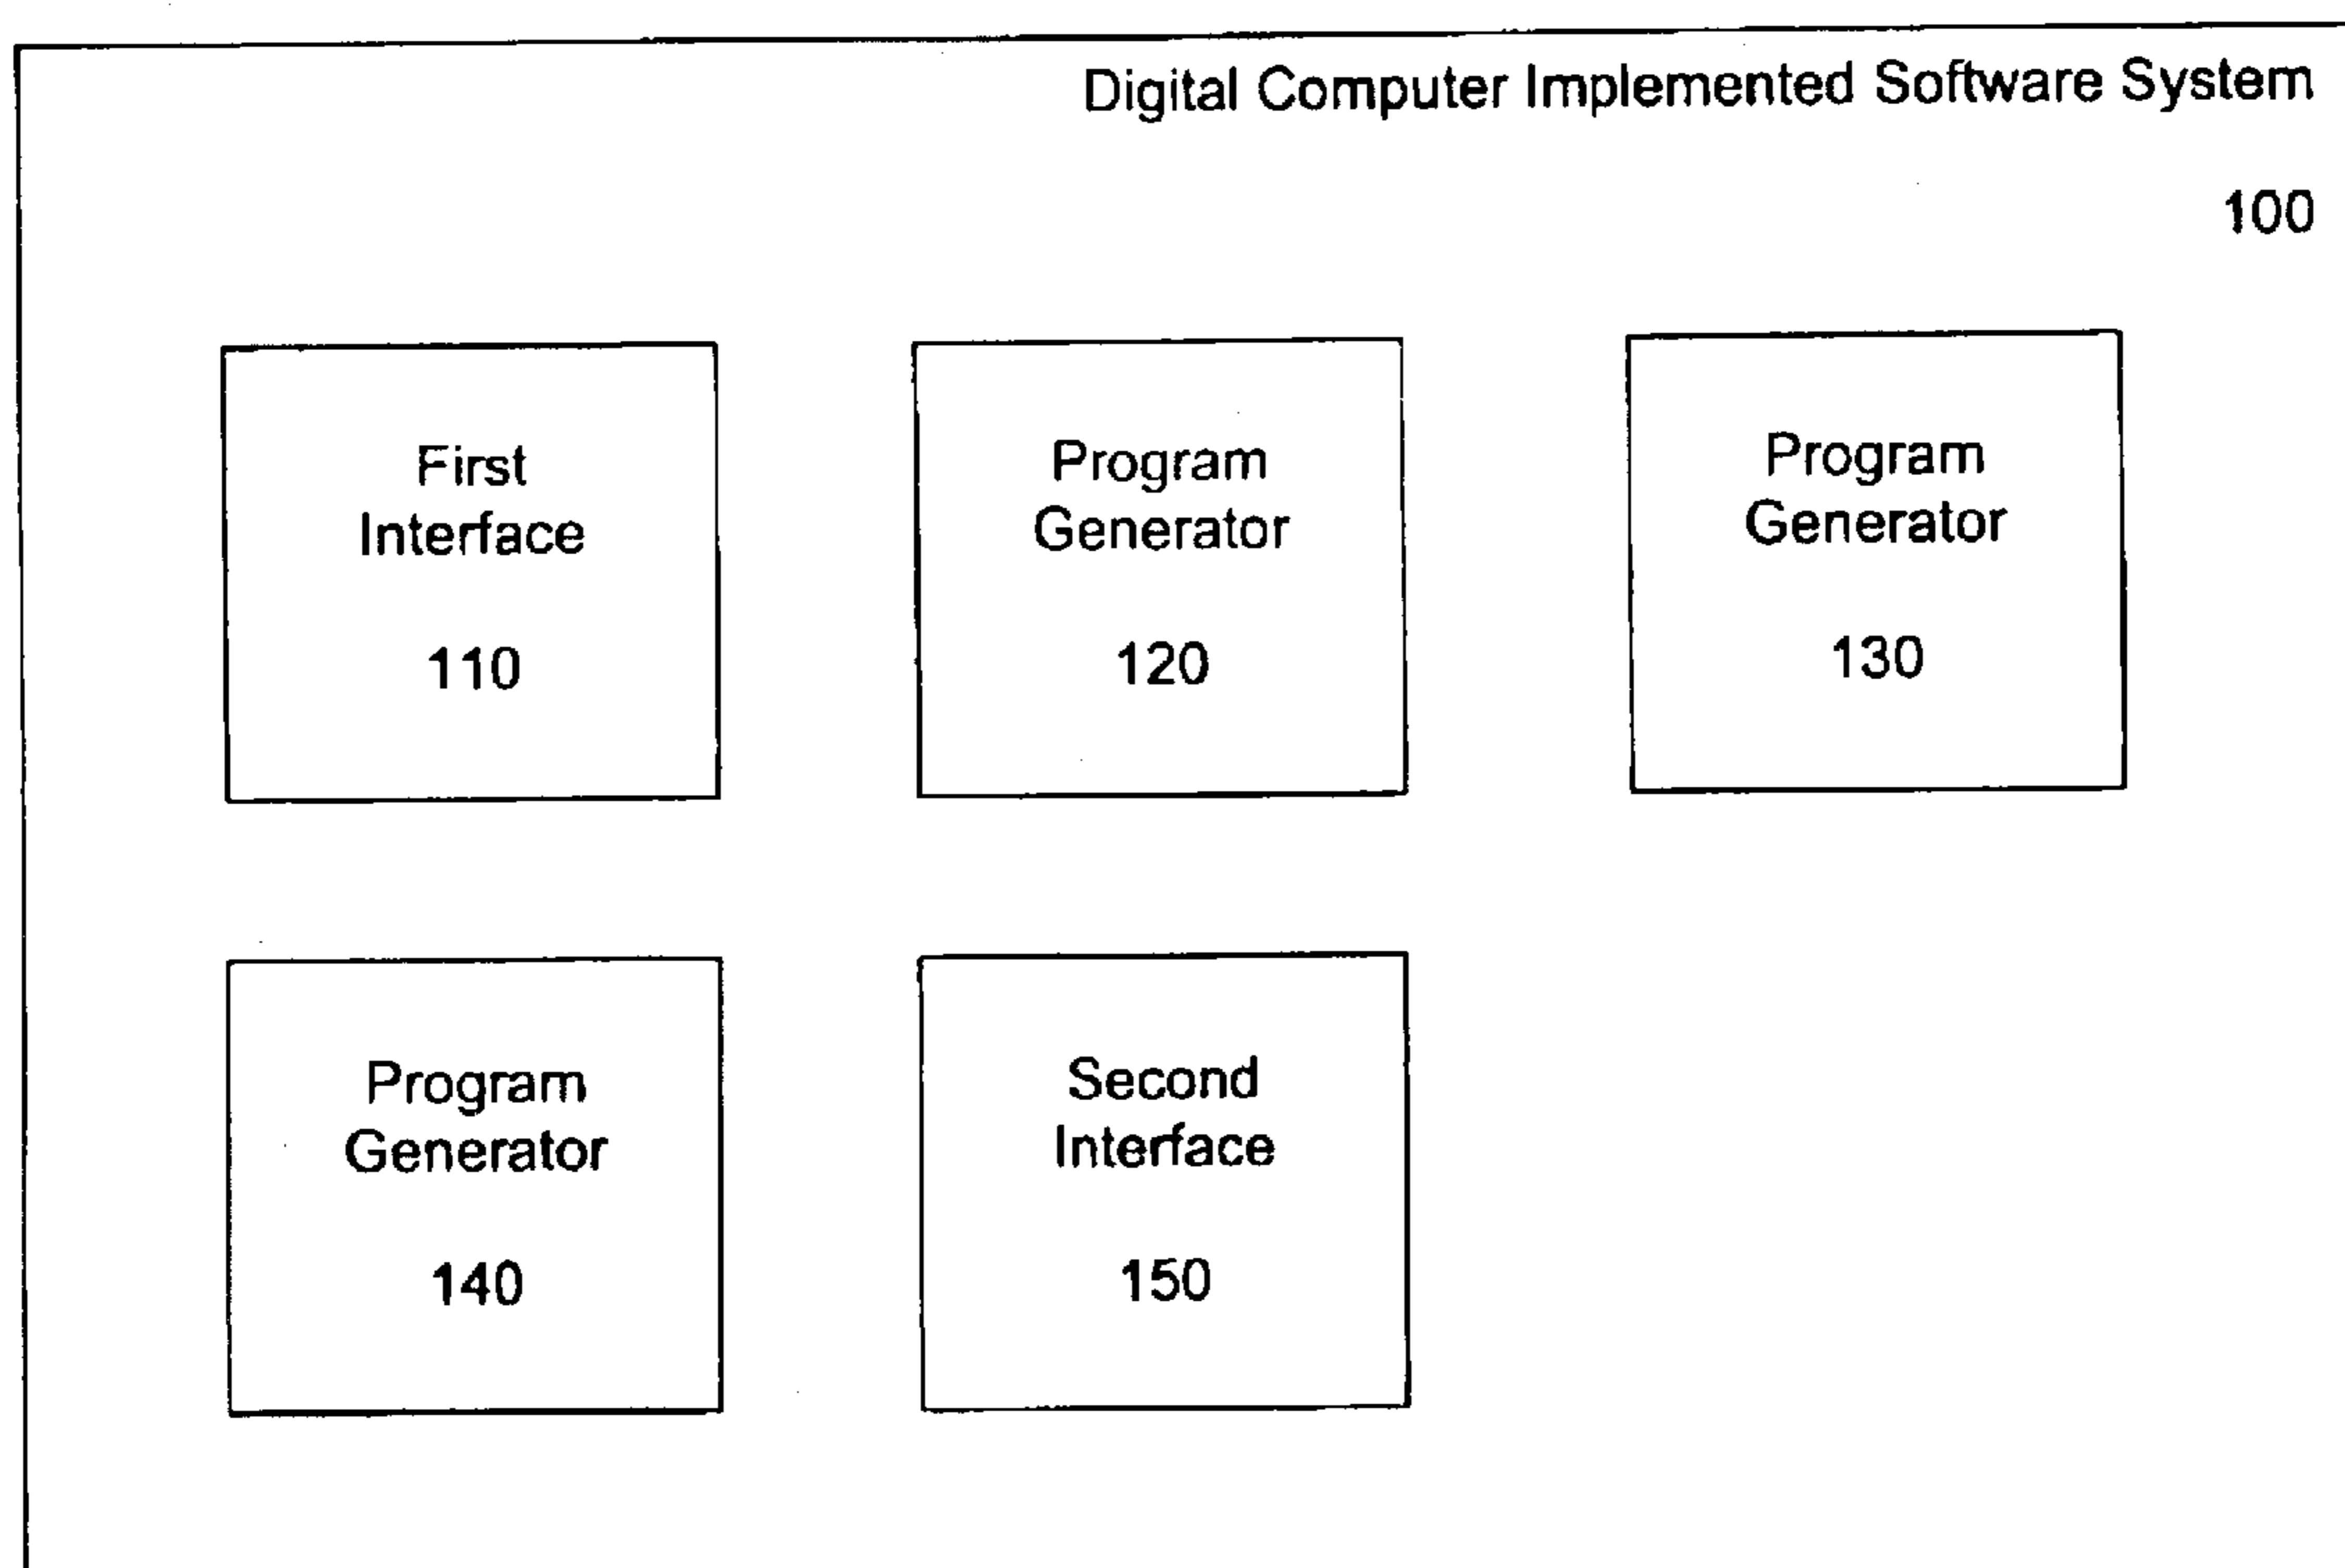 Digital Computer Implemented Software System
100
First
Interface
110
Program
Generator
120
Program
Generator
130
Program
Generator
140
Second
Interface
150